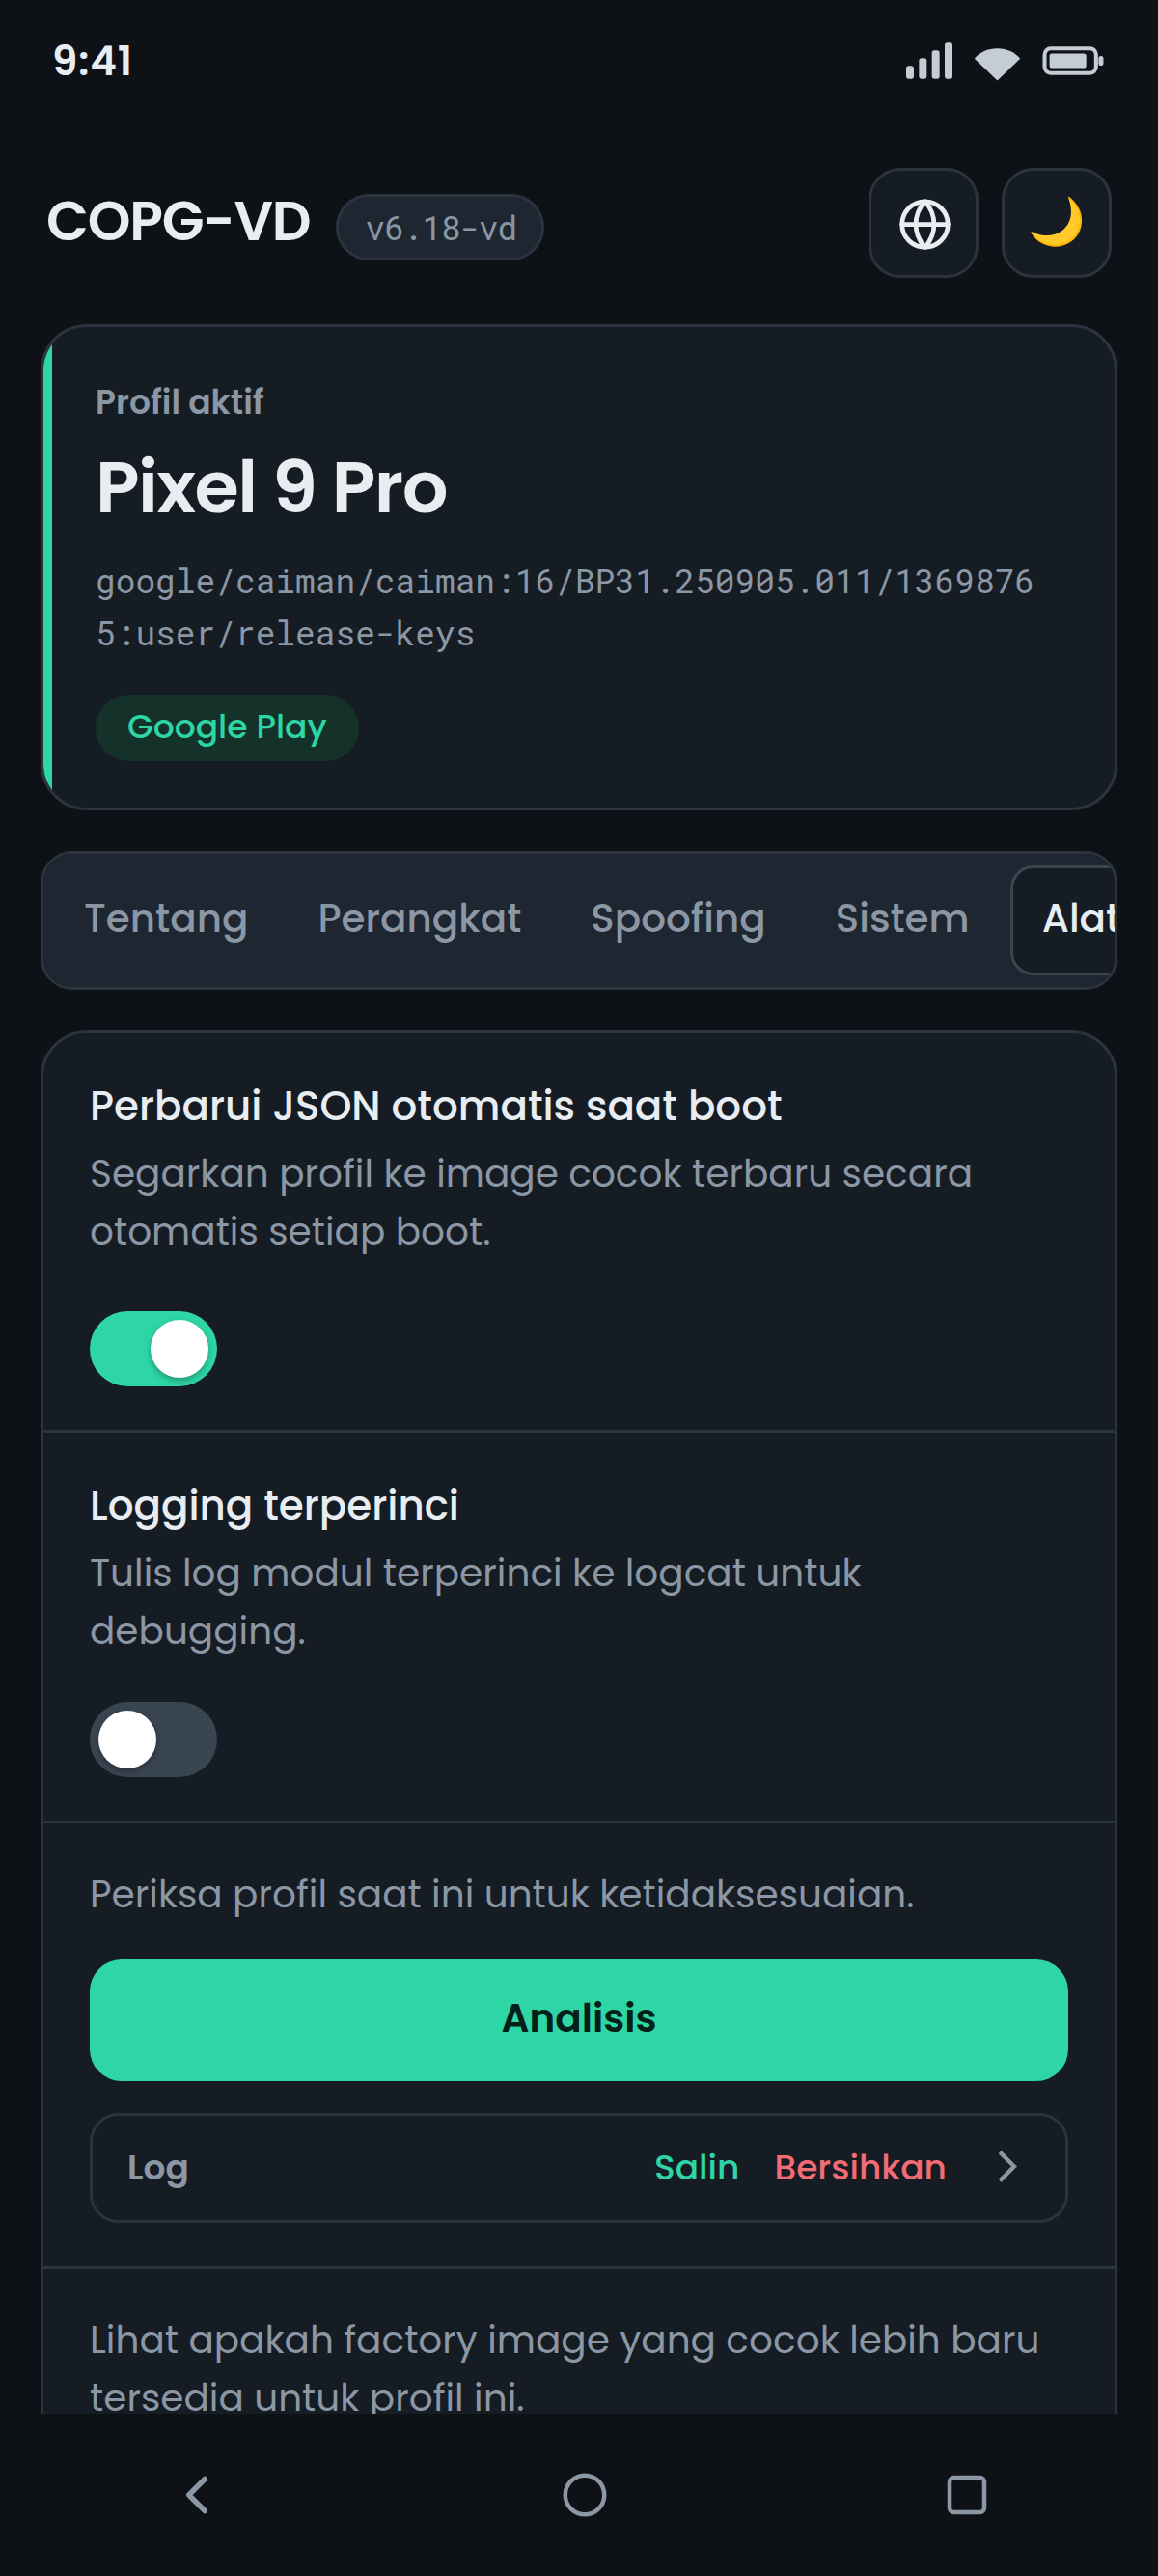 9:41
COPG-VD v6.18-vd
Profil aktif
Pixel 9 Pro
google/caiman/caiman:16/BP31.250905.011/1369876
5:user/release-keys
Google Play
Tentang Perangkat Spoofing Sistem Alat
Perbarui JSON otomatis saat boot
Segarkan profil ke image cocok terbaru secara
otomatis setiap boot.
Logging terperinci
Tulis log modul terperinci ke logcat untuk
debugging.
Periksa profil saat ini untuk ketidaksesuaian.
Analisis
Log Salin Bersihkan
Lihat apakah factory image yang cocok lebih baru
tersedia untuk profil ini.